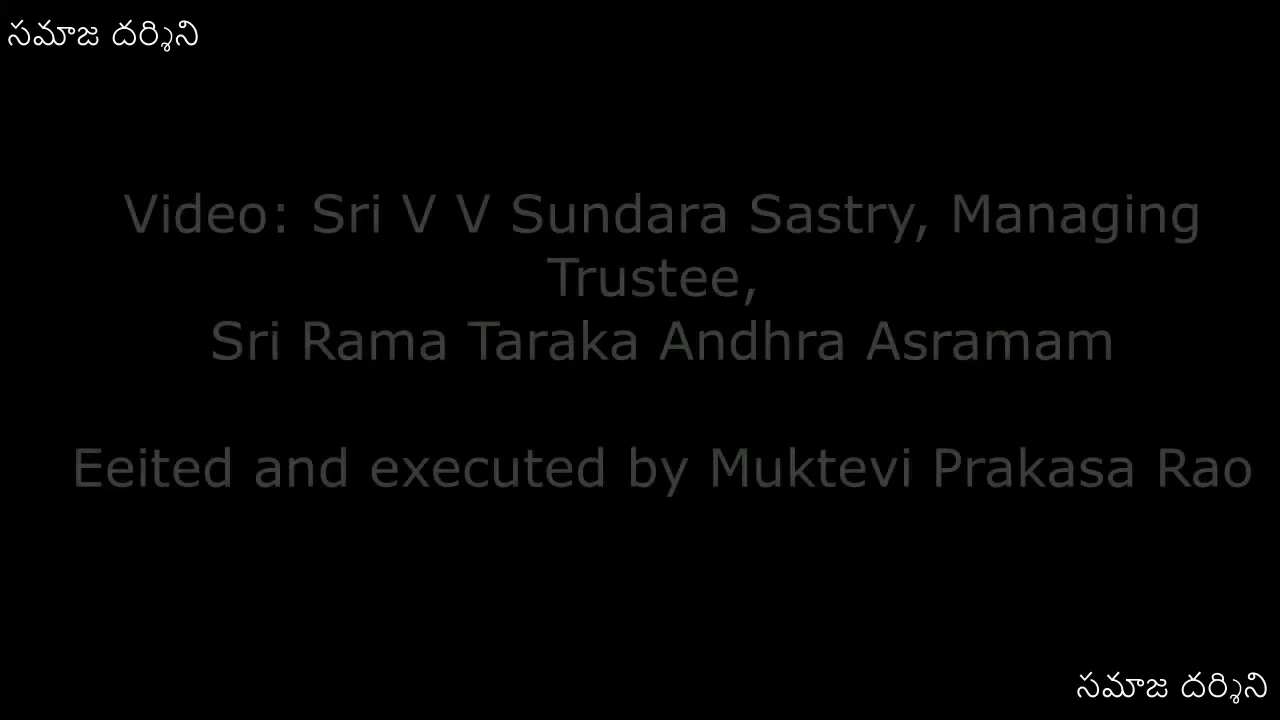 సమాజ దర్శిని
Video: Sri V V Sundara Sastry, Managing
Trustee,
Sri Rama Taraka Andhra Asramam
Eeited and executed by Muktevi Prakasa Rao
సమాజ దర్శిని